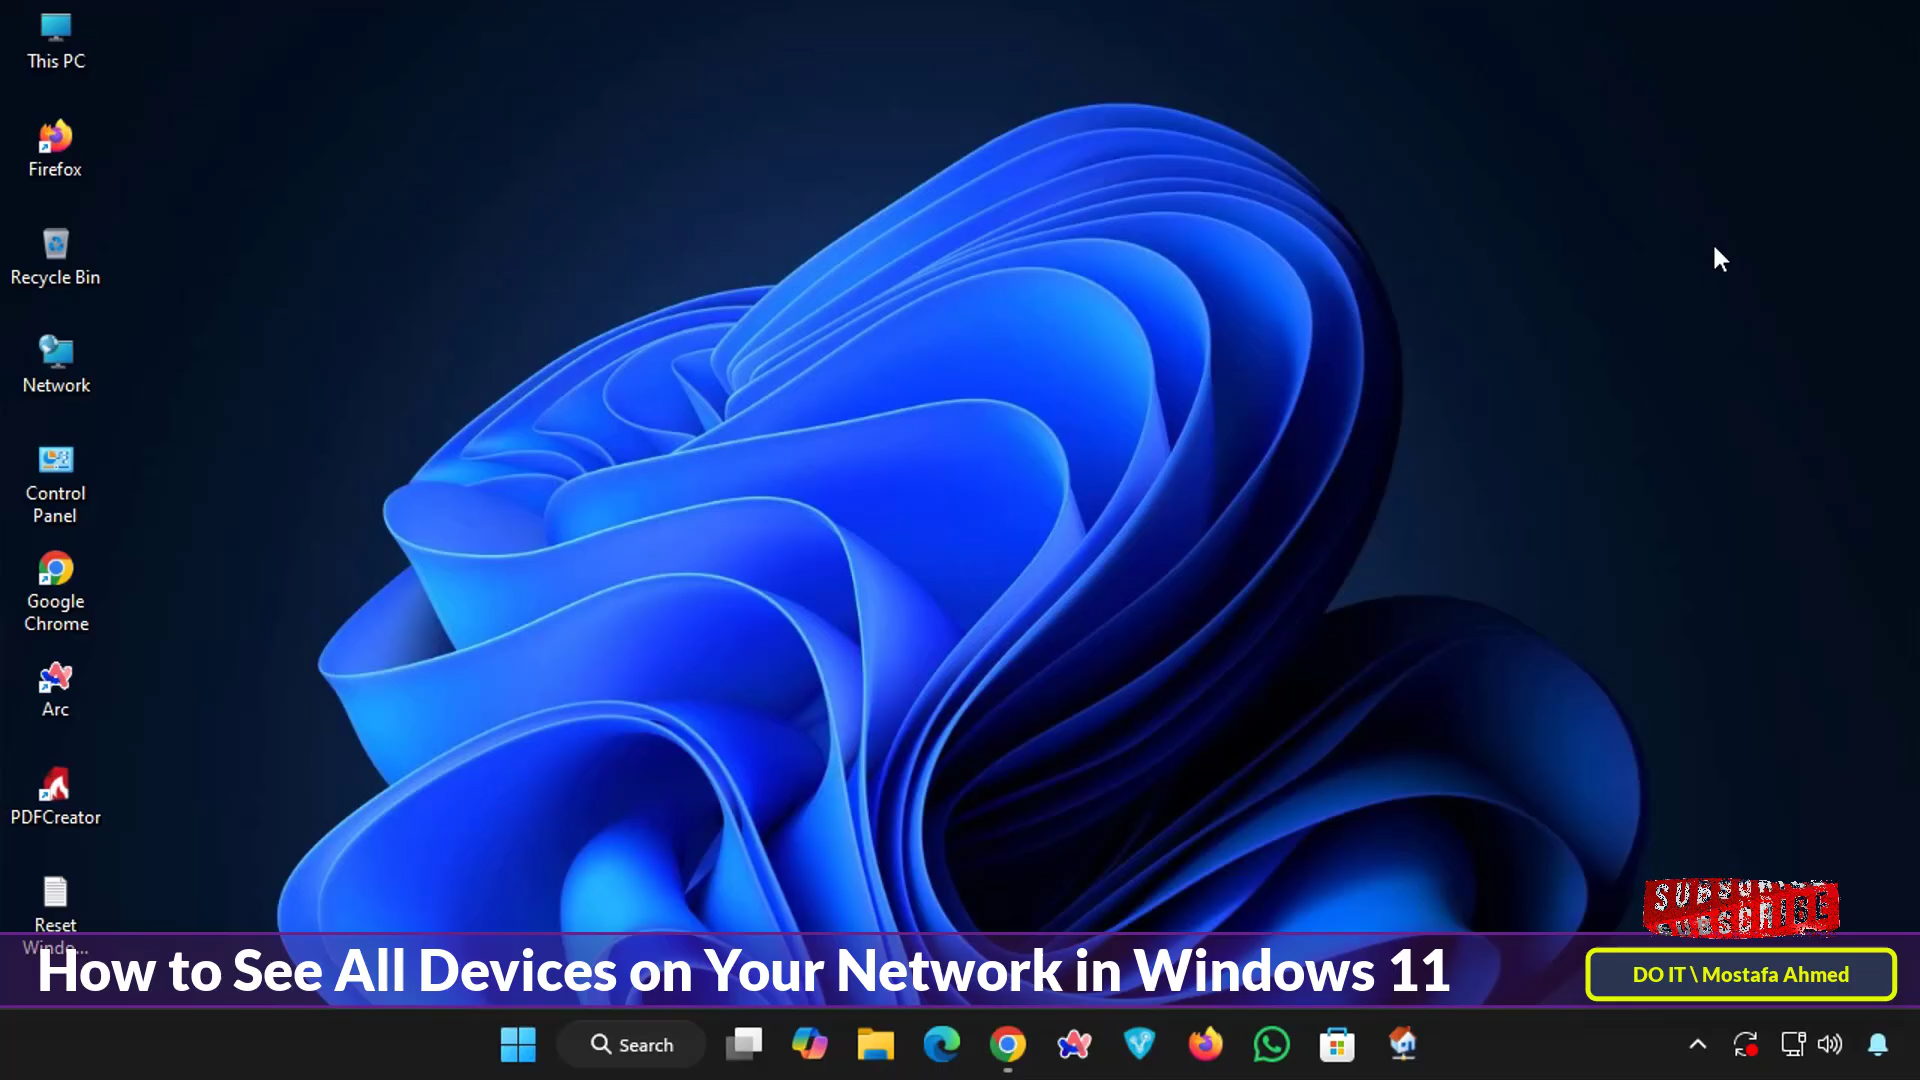 This PC
Firefox
Recycle Bin
Network
Control
Panel
Google
Chrome
Arc
PDFCreator
Reset
Windo...
SUBSCRIBE
How to See All Devices on Your Network in Windows 11
DO IT \ Mostafa Ahmed
Search